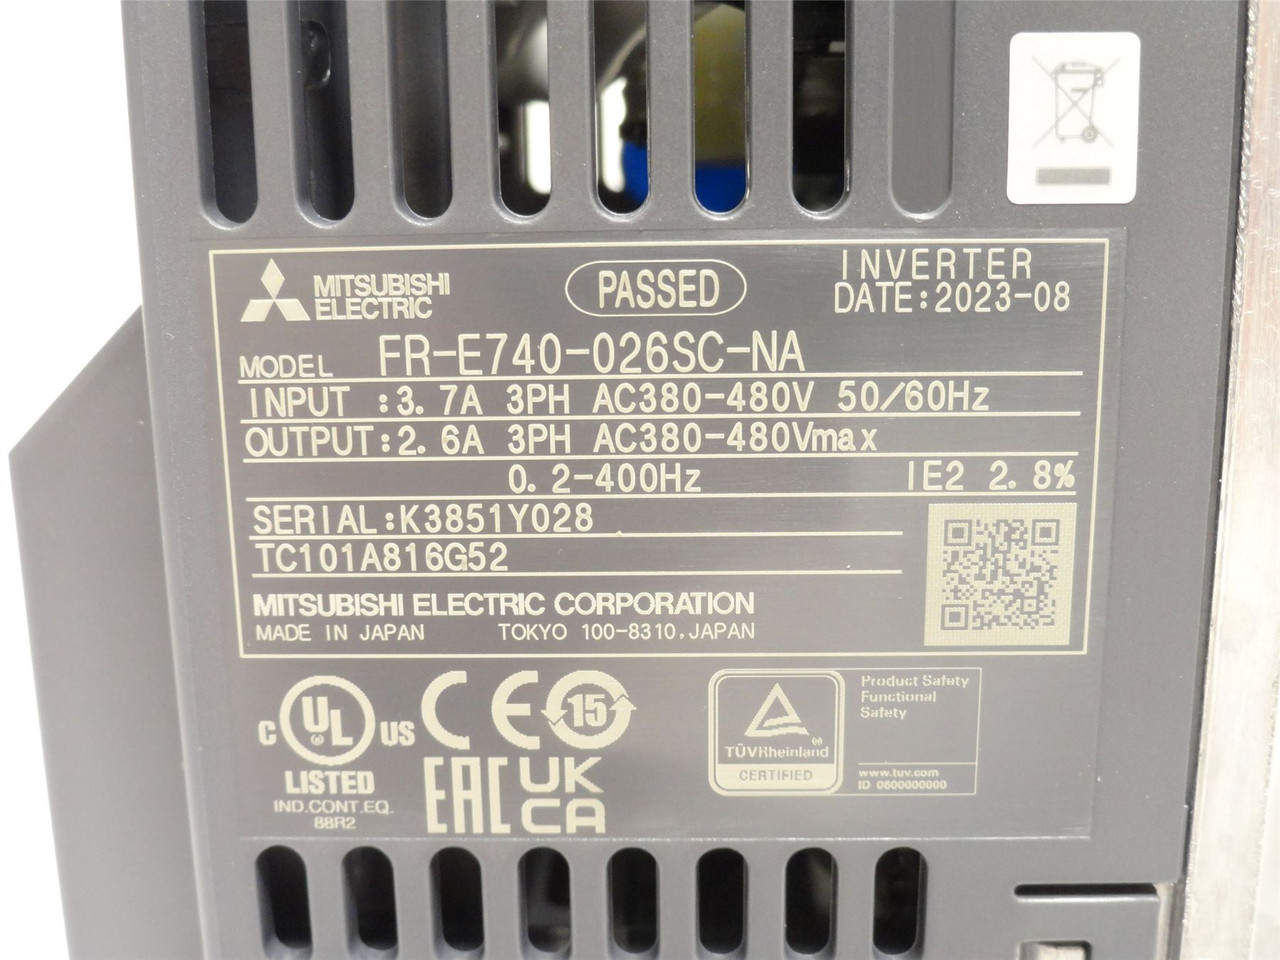 MITSUBISHI
ELECTRIC
PASSED
INVERTER
DATE:2023-08
MODEL FR-E740-026SC-NA
INPUT :3.7A 3PH AC380-480V 50/60Hz
OUTPUT:2.6A 3PH AC380-480Vmax
0.2-400Hz IE2 2.8%
SERIAL:K3851Y028
TC101A816G52
MITSUBISHI ELECTRIC CORPORATION
MADE IN JAPAN TOKYO 100-8310, JAPAN
C UL US
LISTED
IND.CONT.EQ.
88R2
CE
15
EAC
UK
CA
TÜVRheinland
CERTIFIED
Product Safety
Functional
Safety
www.tuv.com
ID 0600000000